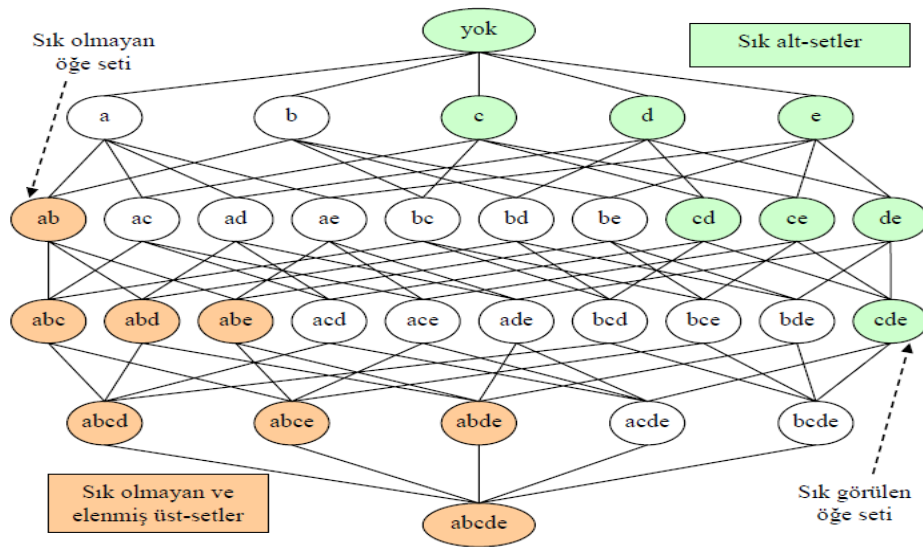 yok
Sık olmayan
öğe seti
Sık alt-setler
a b c d e
ab ac ad ae bc bd be cd ce de
abc abd abe acd ace ade bcd bce bde cde
abcd abce abde acde bcde
Sık olmayan ve
elenmiş üst-setler
abcde
Sık görülen
öğe seti